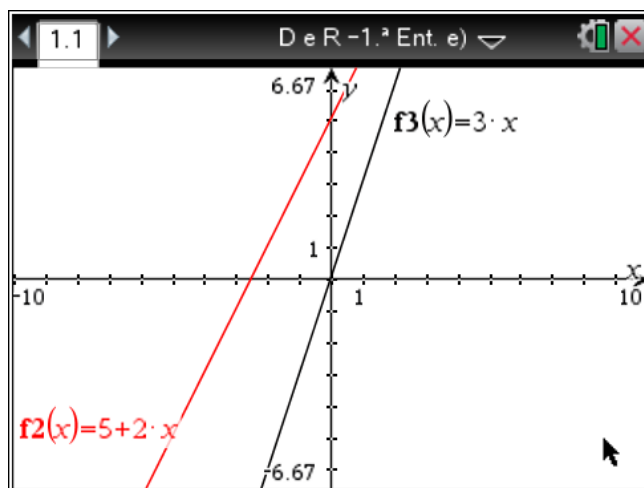 1.1 D e R –1.ª Ent. e)
6.67 y
f3(x)=3· x
1
x
-10 1 10
f2(x)=5+2· x
-6.67